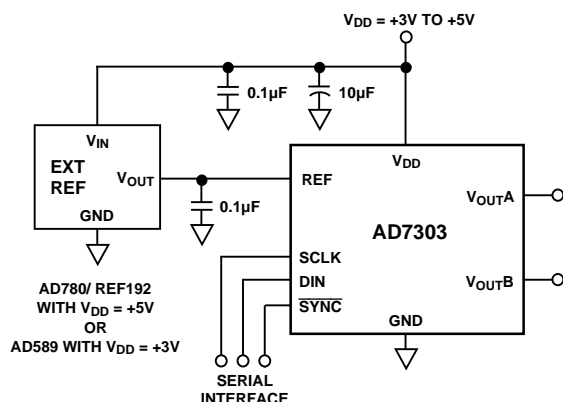 V_DD = +3V TO +5V
0.1µF
10µF
V_IN
EXT
REF
V_OUT
GND
0.1µF
AD780/ REF192
WITH V_DD = +5V
OR
AD589 WITH V_DD = +3V
V_DD
REF
AD7303
V_OUTA
V_OUTB
SCLK
DIN
SYNC
GND
SERIAL
INTERFACE